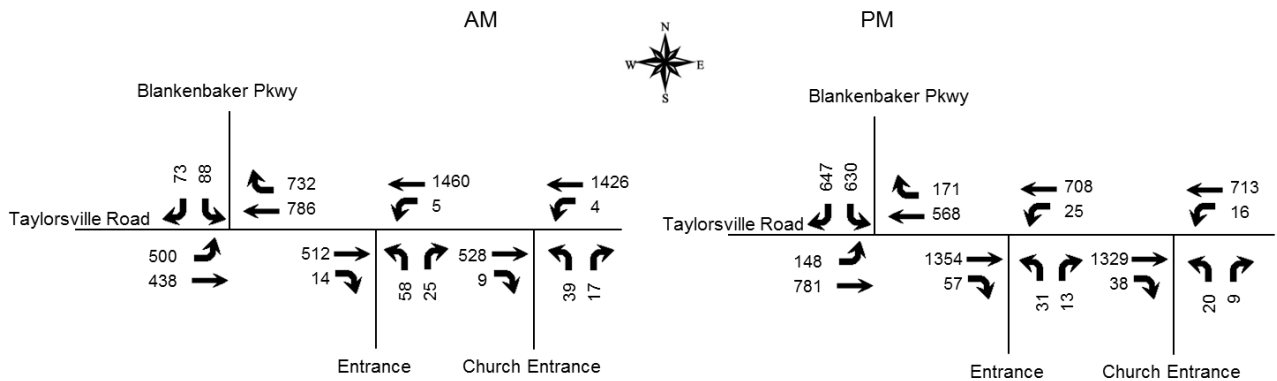 AM
PM
N
W E
S
Blankenbaker Pkwy
Blankenbaker Pkwy
73 88 732 1460 1426
786 5 4
Taylorsville Road
500 512 528
438 14 58 25 9 39 17
Entrance Church Entrance
647 630 171 708 713
568 25 16
Taylorsville Road
148 1354 1329
781 57 31 13 38 20 9
Entrance Church Entrance